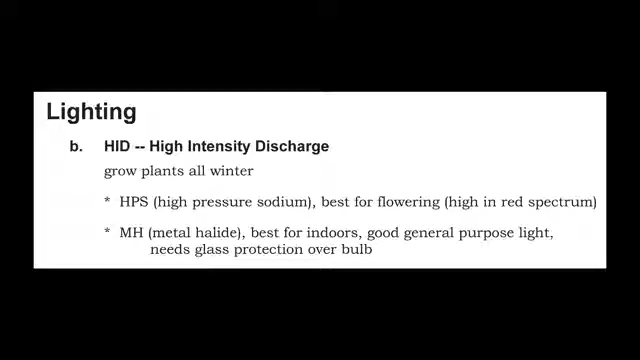 Lighting
b. HID -- High Intensity Discharge
grow plants all winter
* HPS (high pressure sodium), best for flowering (high in red spectrum)
* MH (metal halide), best for indoors, good general purpose light,
needs glass protection over bulb